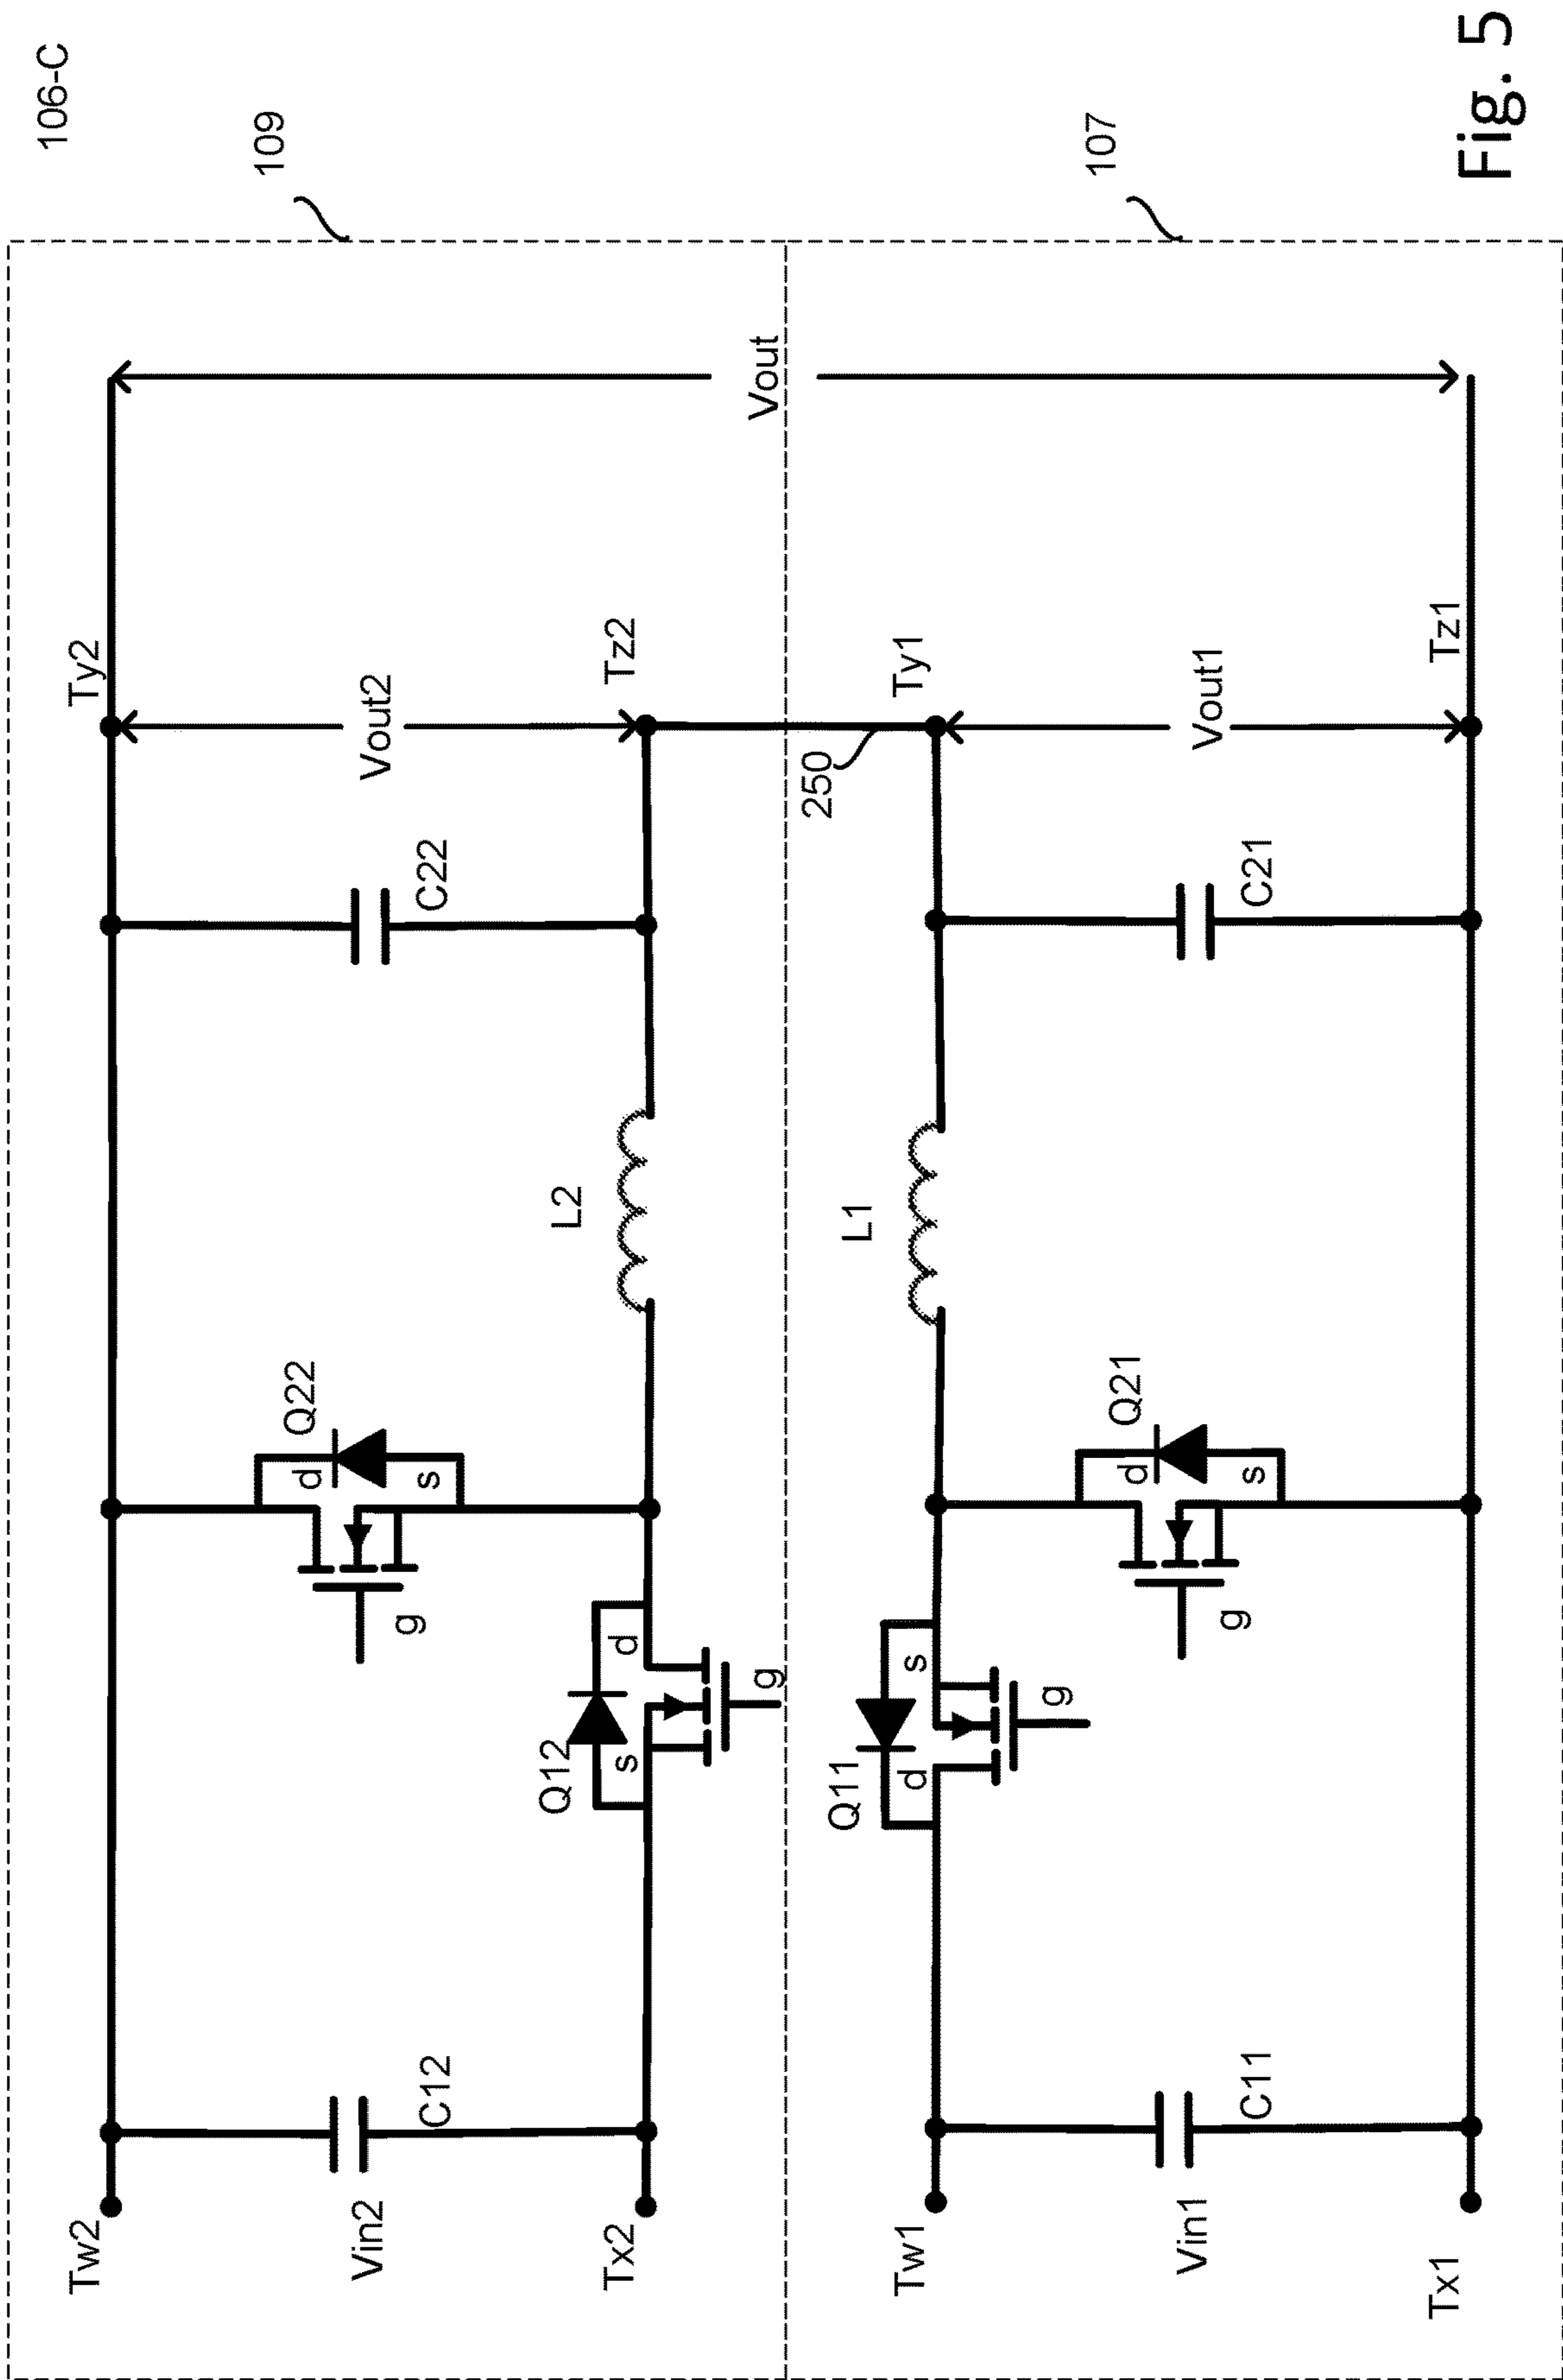 106-C
109
Tw2
Vin2
C12
Tx2
Q12
s
d
g
Q22
d
s
g
L2
C22
Ty2
Vout2
Tz2
Vout
250
107
Tw1
Vin1
C11
Tx1
Q11
d
s
g
Q21
d
s
g
L1
C21
Ty1
Vout1
Tz1
Fig. 5